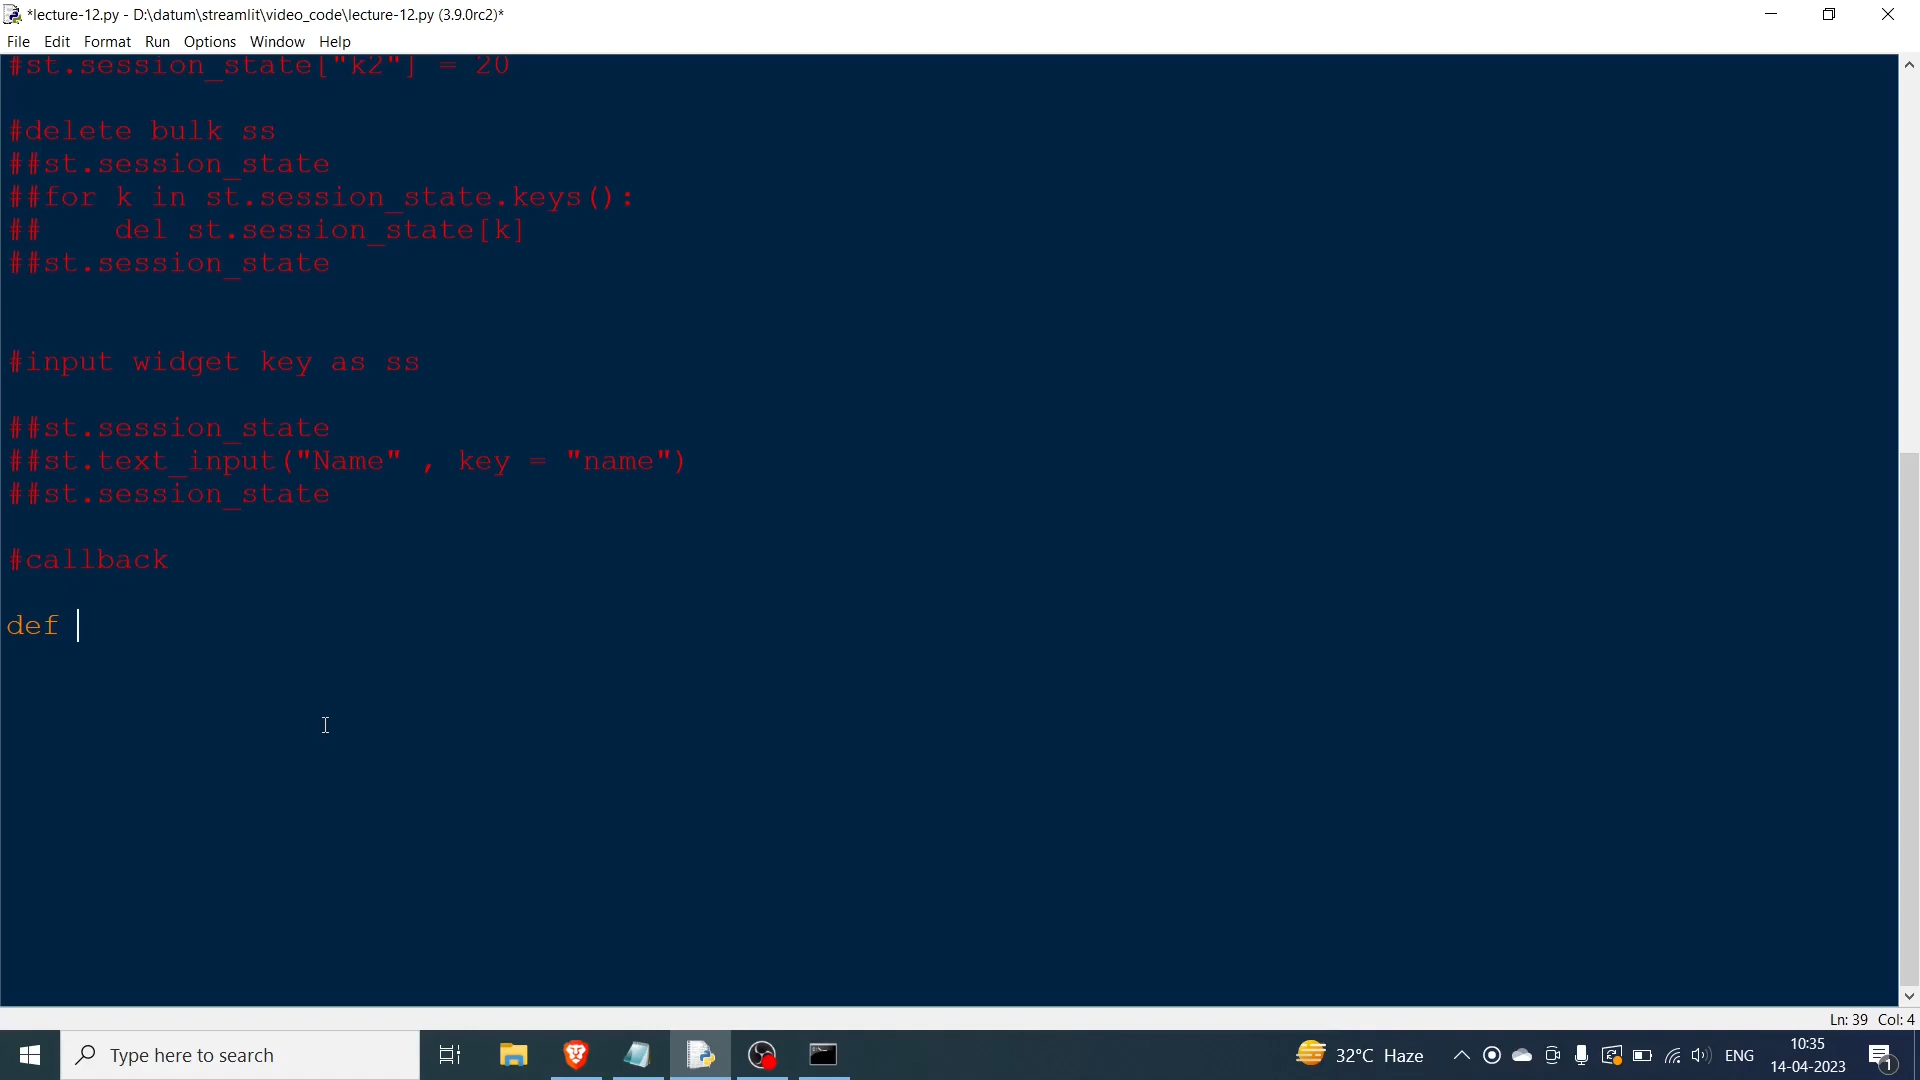 *lecture-12.py - D:\datum\streamlit\video_code\lecture-12.py (3.9.0rc2)*
File Edit Format Run Options Window Help
#st.session_state["k2"] = 20
#delete bulk ss
##st.session_state
##for k in st.session_state.keys():
##    del st.session_state[k]
##st.session_state
#input widget key as ss
##st.session_state
##st.text_input("Name" , key = "name")
##st.session_state
#callback
def
Ln: 39 Col: 4
Type here to search
32°C Haze
ENG
10:35
14-04-2023
1